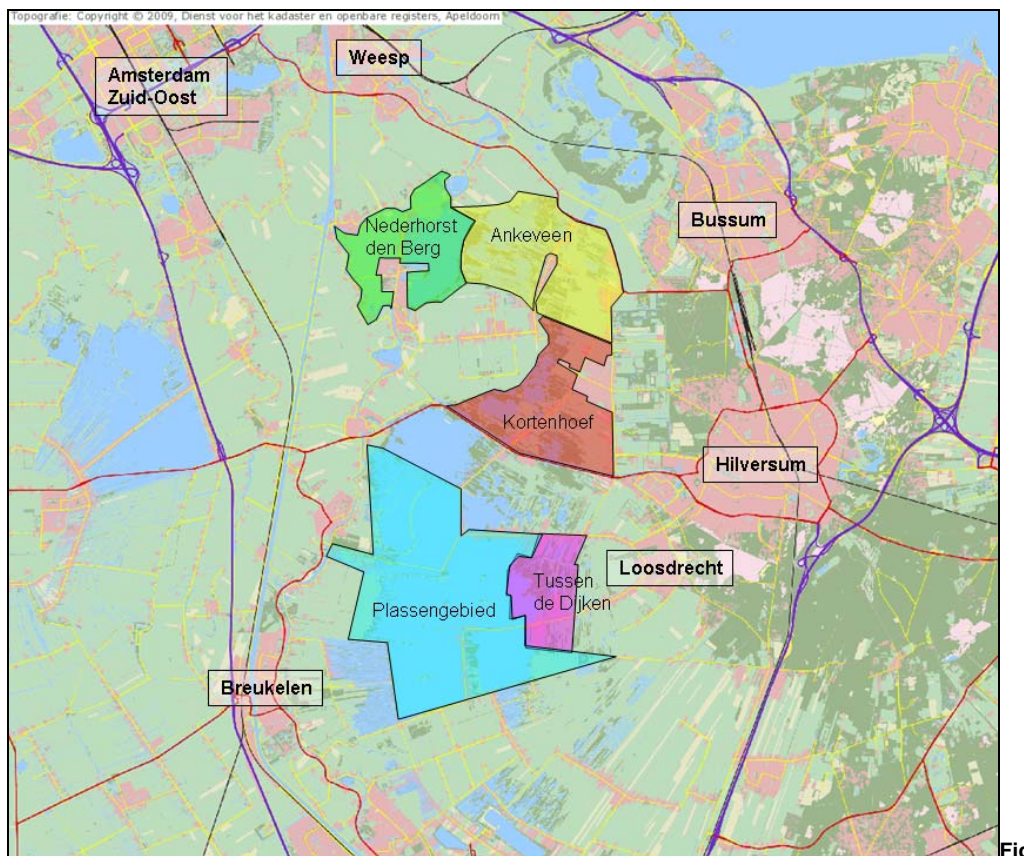 Topografie: Copyright © 2009, Dienst voor het kadaster en openbare registers, Apeldoorn
Weesp
Amsterdam
Zuid-Oost
Nederhorst
den Berg
Ankeveen
Bussum
Kortenhoef
Hilversum
Loosdrecht
Tussen
de Dijken
Plassengebied
Breukelen